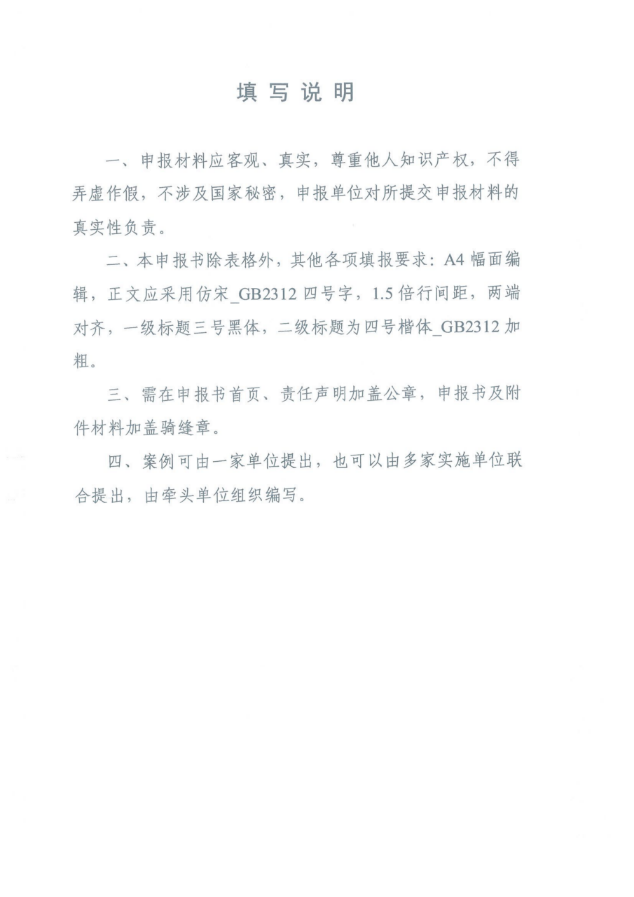 填写说明
一、申报材料应客观、真实，尊重他人知识产权，不得
弄虚作假，不涉及国家秘密，申报单位对所提交申报材料的
真实性负责。
二、本申报书除表格外，其他各项填报要求：A4 幅面编
辑，正文应采用仿宋_GB2312 四号字，1.5 倍行间距，两端
对齐，一级标题三号黑体，二级标题为四号楷体_GB2312 加
粗。
三、需在申报书首页、责任声明加盖公章，申报书及附
件材料加盖骑缝章。
四、案例可由一家单位提出，也可以由多家实施单位联
合提出，由牵头单位组织编写。